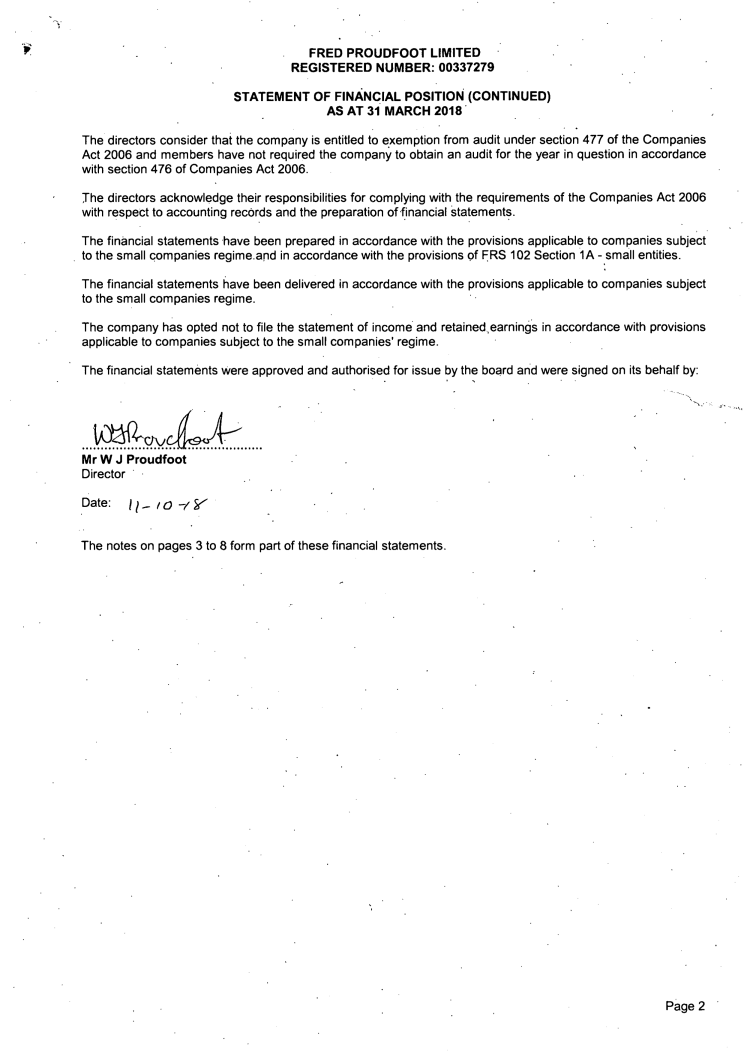 FRED PROUDFOOT LIMITED
REGISTERED NUMBER: 00337279
STATEMENT OF FINANCIAL POSITION (CONTINUED)
AS AT 31 MARCH 2018
The directors consider that the company is entitled to exemption from audit under section 477 of the Companies
Act 2006 and members have not required the company to obtain an audit for the year in question in accordance
with section 476 of Companies Act 2006.
The directors acknowledge their responsibilities for complying with the requirements of the Companies Act 2006
with respect to accounting records and the preparation of financial statements.
The financial statements have been prepared in accordance with the provisions applicable to companies subject
to the small companies regime and in accordance with the provisions of FRS 102 Section 1A - small entities.
The financial statements have been delivered in accordance with the provisions applicable to companies subject
to the small companies regime.
The company has opted not to file the statement of income and retained earnings in accordance with provisions
applicable to companies subject to the small companies' regime.
The financial statements were approved and authorised for issue by the board and were signed on its behalf by:
WJProudfoot
Mr W J Proudfoot
Director
Date: 11-10-18
The notes on pages 3 to 8 form part of these financial statements.
Page 2